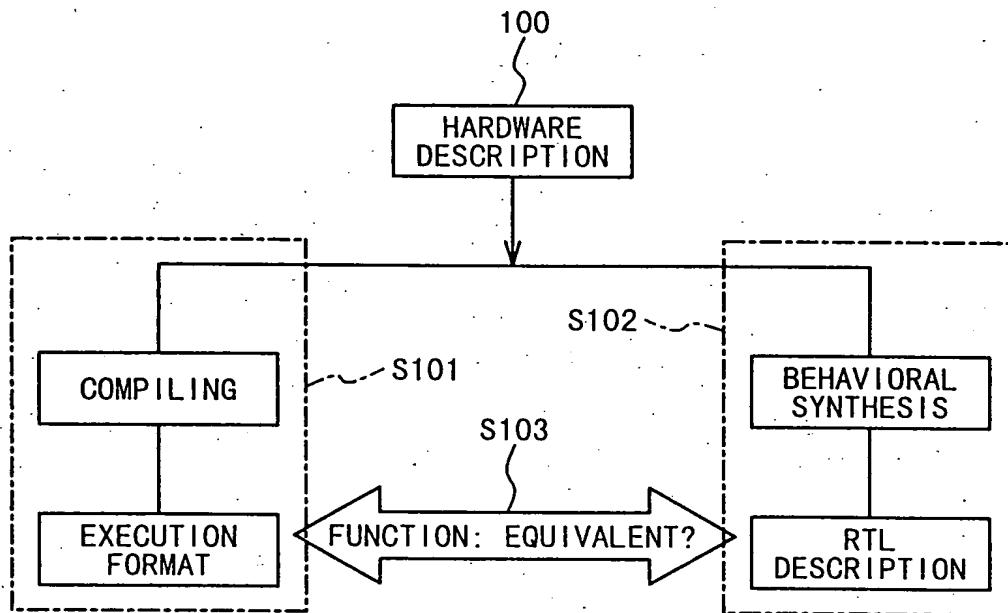 100
HARDWARE
DESCRIPTION
S102
COMPILING
S101
BEHAVIORAL
SYNTHESIS
S103
EXECUTION
FORMAT
FUNCTION: EQUIVALENT?
RTL
DESCRIPTION